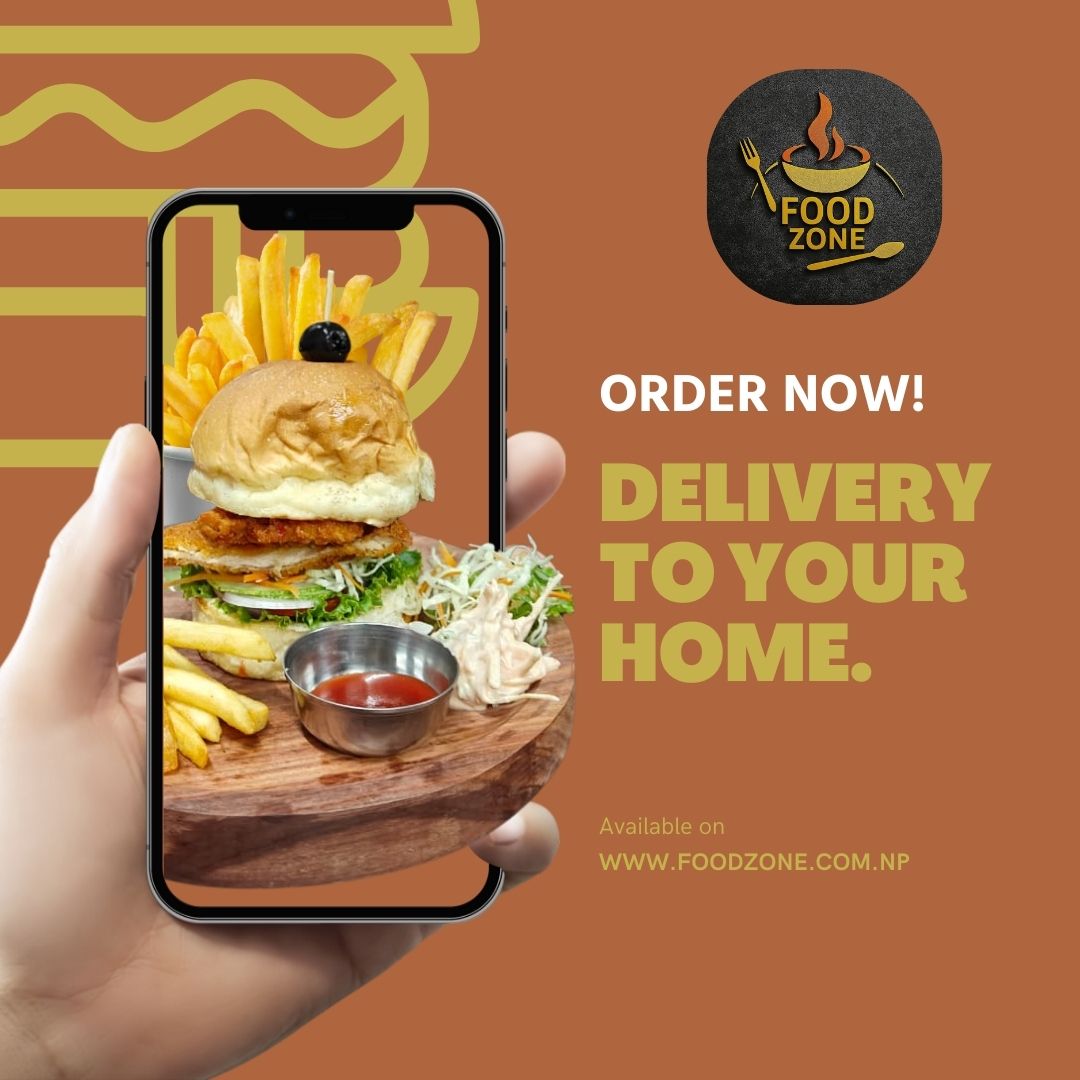 FOOD
ZONE
ORDER NOW!
DELIVERY
TO YOUR
HOME.
Available on
WWW.FOODZONE.COM.NP